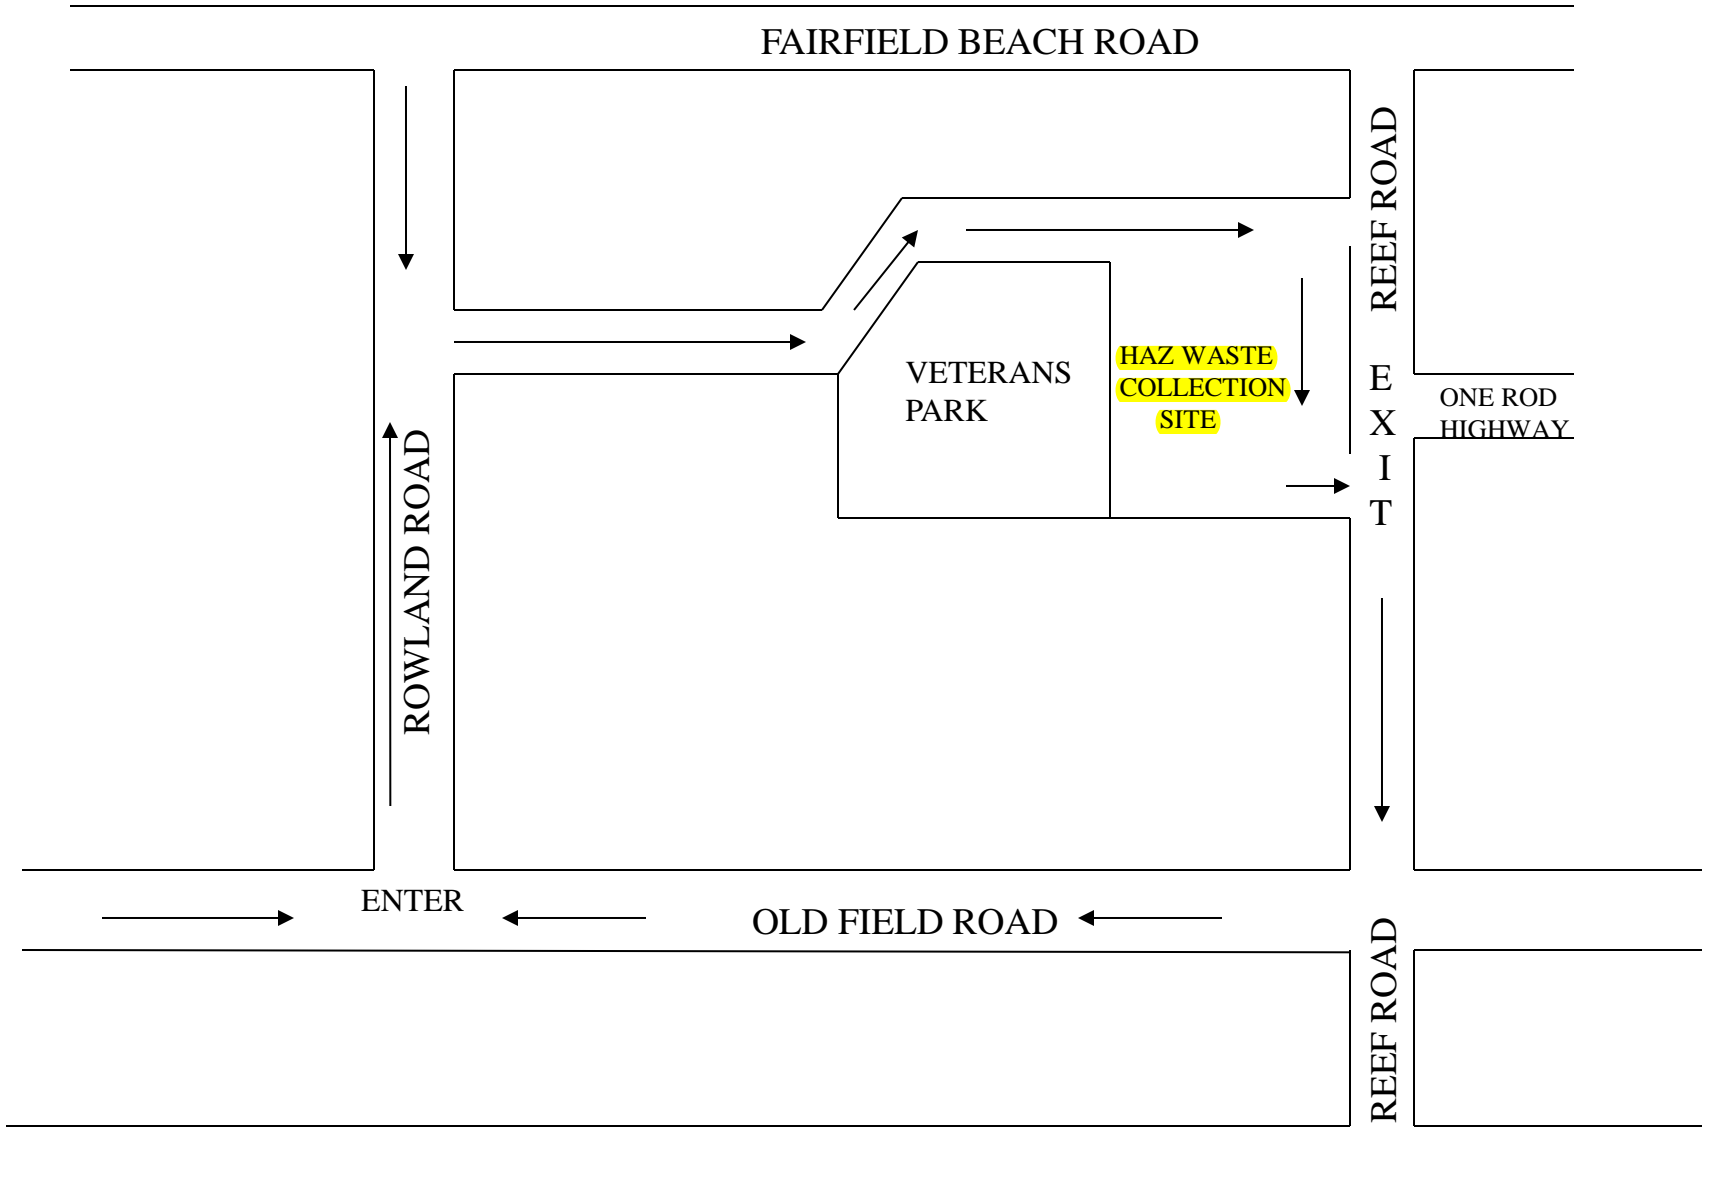 FAIRFIELD BEACH ROAD
REEF ROAD
VETERANS
PARK
HAZ WASTE
COLLECTION
SITE
E
X
I
T
ONE ROD
HIGHWAY
ROWLAND ROAD
ENTER
OLD FIELD ROAD
REEF ROAD